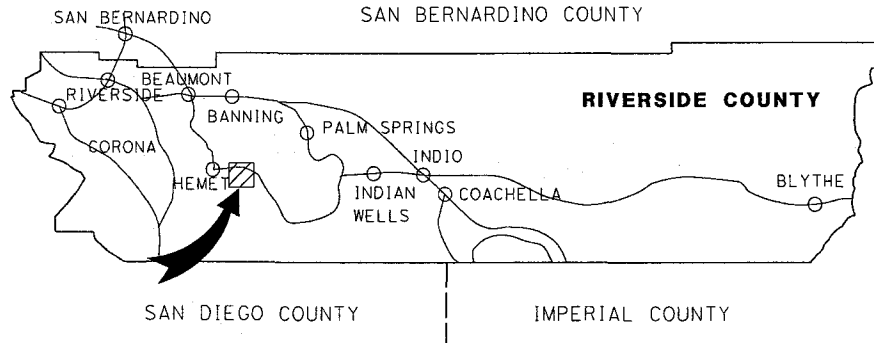 SAN BERNARDINO COUNTY
SAN BERNARDINO
BEAUMONT
RIVERSIDE
BANNING
RIVERSIDE COUNTY
PALM SPRINGS
CORONA
INDIO
HEMET
INDIAN
WELLS
COACHELLA
BLYTHE
SAN DIEGO COUNTY
IMPERIAL COUNTY